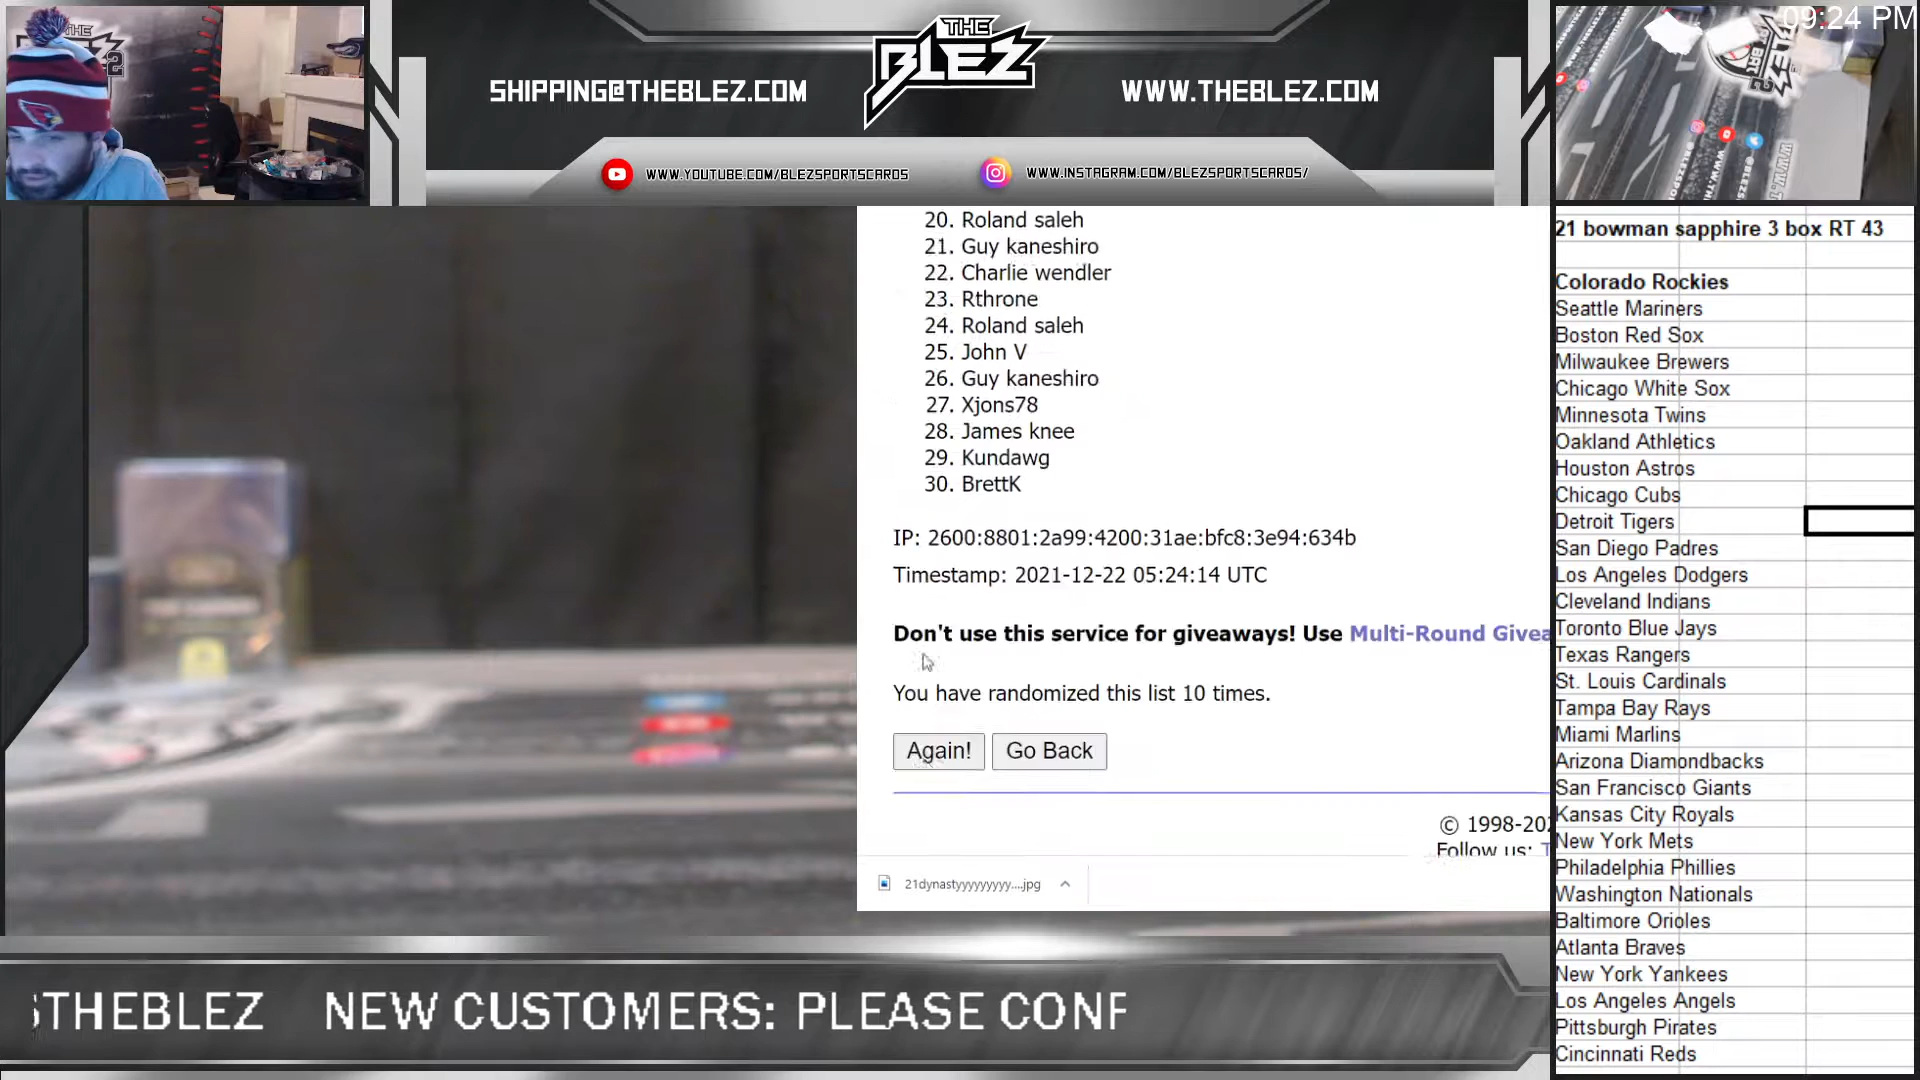 THE
BLEZ
SHIPPING@THEBLEZ.COM
WWW.THEBLEZ.COM
WWW.YOUTUBE.COM/BLEZSPORTSCARDS
WWW.INSTAGRAM.COM/BLEZSPORTSCARDS/
09:24 PM
20. Roland saleh
21. Guy kaneshiro
22. Charlie wendler
23. Rthrone
24. Roland saleh
25. John V
26. Guy kaneshiro
27. Xjons78
28. James knee
29. Kundawg
30. BrettK
IP: 2600:8801:2a99:4200:31ae:bfc8:3e94:634b
Timestamp: 2021-12-22 05:24:14 UTC
Don't use this service for giveaways! Use Multi-Round Givea
You have randomized this list 10 times.
Again! Go Back
© 1998-202
Follow us: T
21dynastyyyyyyyyy....jpg
21 bowman sapphire 3 box RT 43
Colorado Rockies
Seattle Mariners
Boston Red Sox
Milwaukee Brewers
Chicago White Sox
Minnesota Twins
Oakland Athletics
Houston Astros
Chicago Cubs
Detroit Tigers
San Diego Padres
Los Angeles Dodgers
Cleveland Indians
Toronto Blue Jays
Texas Rangers
St. Louis Cardinals
Tampa Bay Rays
Miami Marlins
Arizona Diamondbacks
San Francisco Giants
Kansas City Royals
New York Mets
Philadelphia Phillies
Washington Nationals
Baltimore Orioles
Atlanta Braves
New York Yankees
Los Angeles Angels
Pittsburgh Pirates
Cincinnati Reds
STHEBLEZ NEW CUSTOMERS: PLEASE CONF